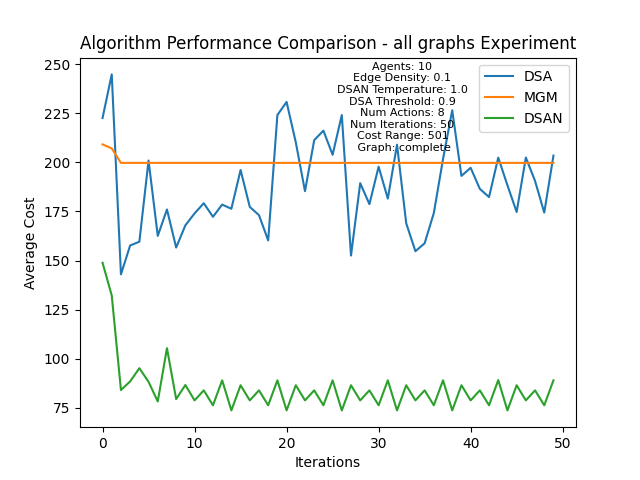 Algorithm Performance Comparison - all graphs Experiment
Agents: 10
Edge Density: 0.1
DSAN Temperature: 1.0
DSA Threshold: 0.9
Num Actions: 8
Num Iterations: 50
Cost Range: 501
Graph: complete
DSA
MGM
DSAN
Average Cost
250
225
200
175
150
125
100
75
0 10 20 30 40 50
Iterations